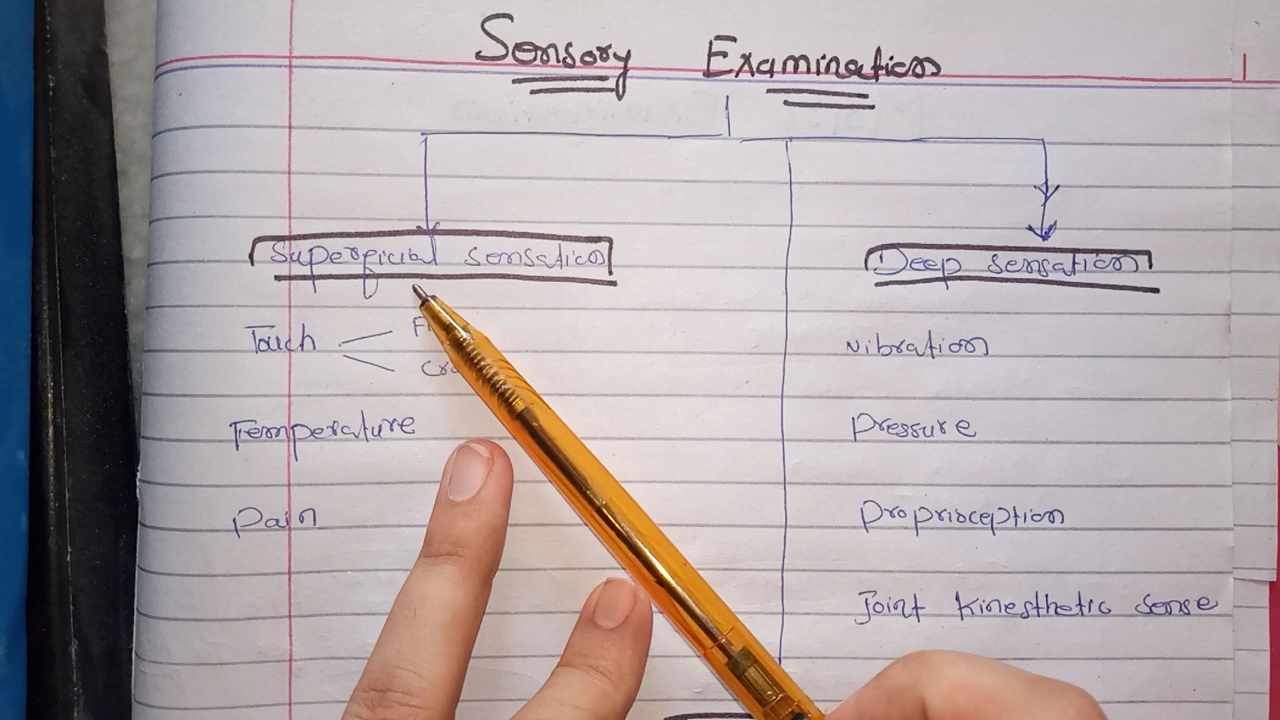 Sensory Examination
Superficial sensation
Touch
Temperature
Pain
Deep sensation
Vibration
Pressure
Proprioception
Joint Kinesthetic sense